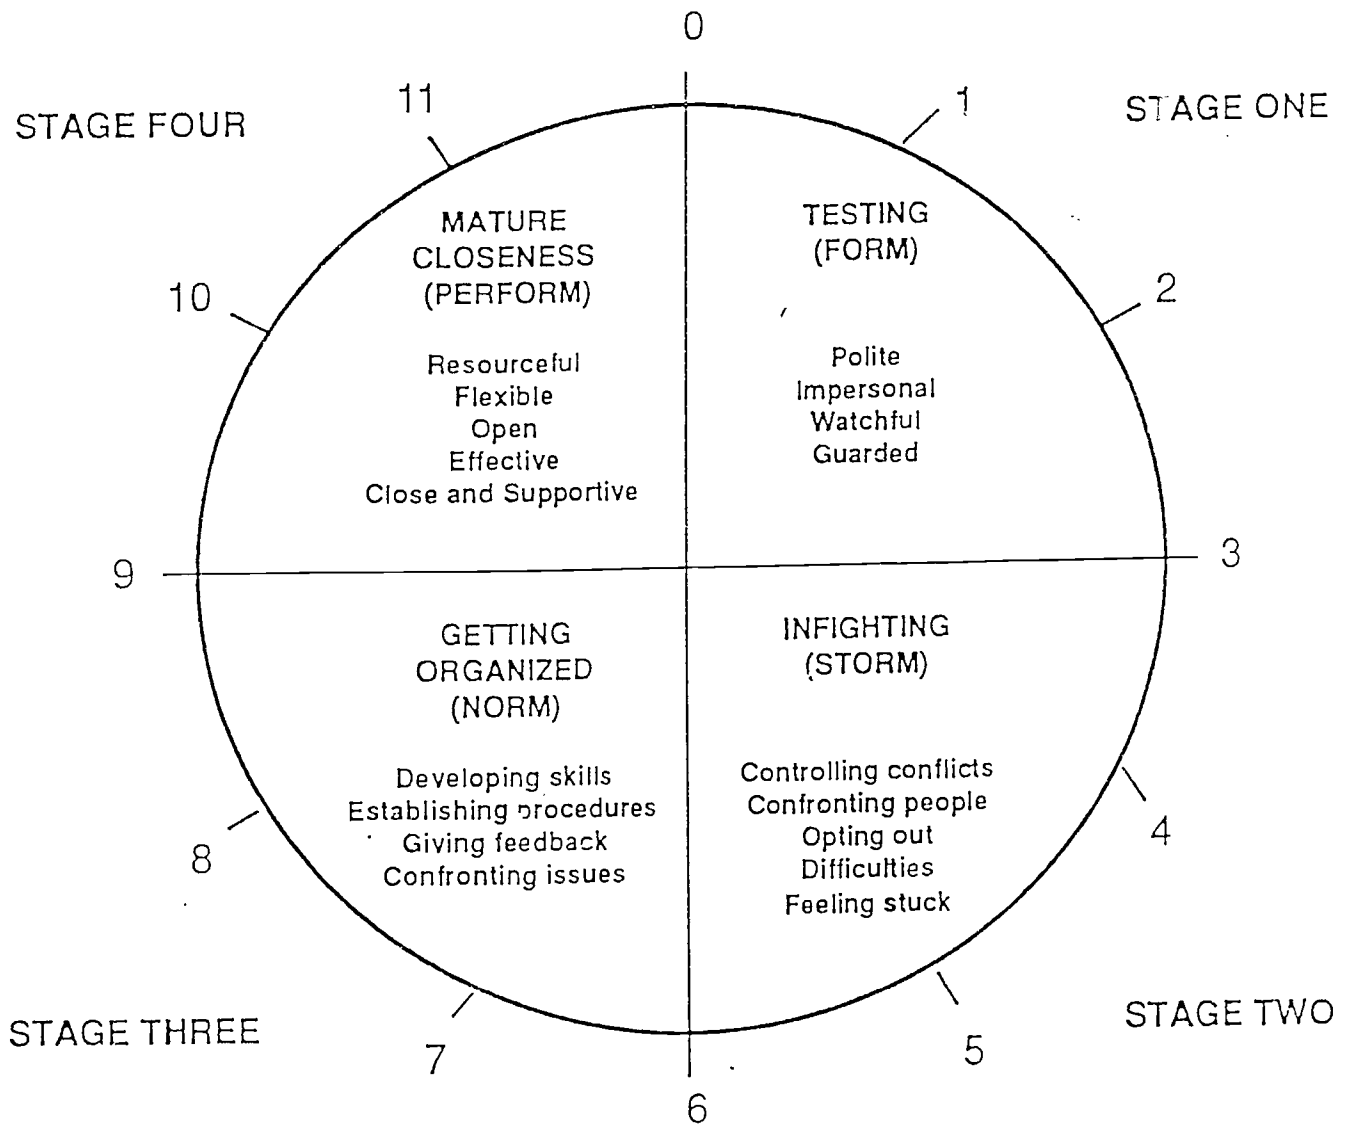 0
11
1
STAGE FOUR
STAGE ONE
MATURE
CLOSENESS
(PERFORM)
TESTING
(FORM)
10
2
Resourceful
Flexible
Open
Effective
Close and Supportive
Polite
Impersonal
Watchful
Guarded
9
3
GETTING
ORGANIZED
(NORM)
INFIGHTING
(STORM)
Developing skills
Establishing procedures
Giving feedback
Confronting issues
Controlling conflicts
Confronting people
Opting out
Difficulties
Feeling stuck
8
4
STAGE THREE
STAGE TWO
7
5
6